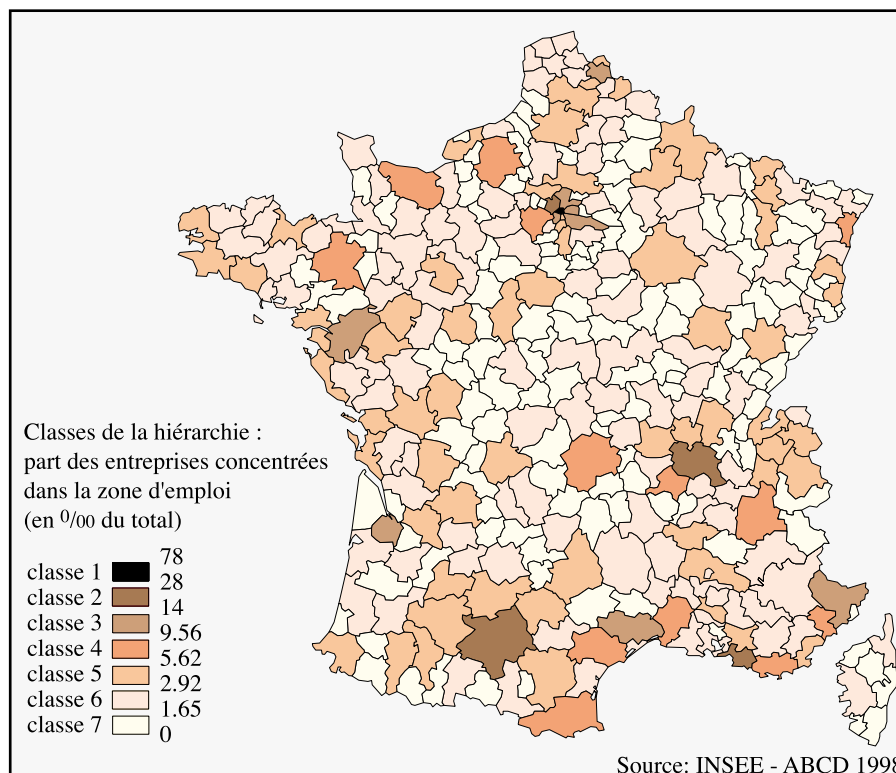 Classes de la hiérarchie :
part des entreprises concentrées
dans la zone d'emploi
(en 0/00 du total)
78
classe 1
28
classe 2
14
classe 3
9.56
classe 4
5.62
classe 5
2.92
classe 6
1.65
classe 7
0
Source: INSEE - ABCD 1998